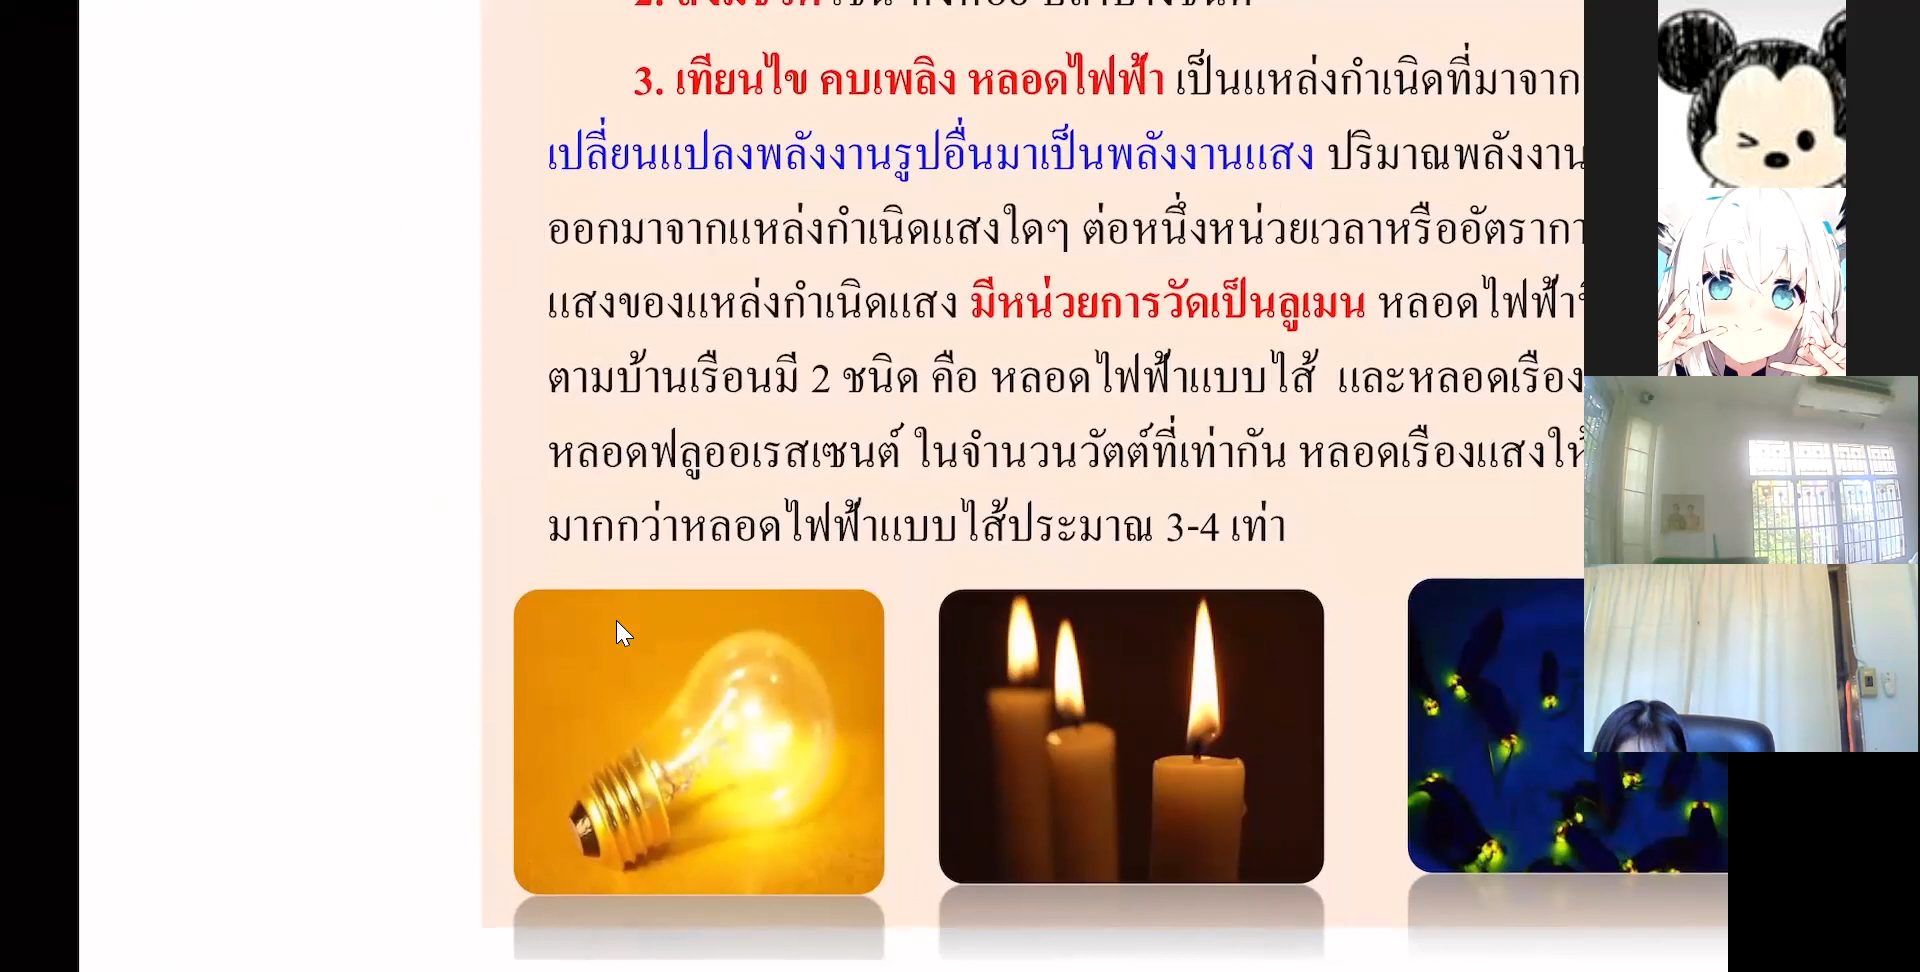 3. เทียนไข คบเพลิง หลอดไฟฟ้า เป็นแหล่งกำเนิดที่มาจาก
เปลี่ยนแปลงพลังงานรูปอื่นมาเป็นพลังงานแสง ปริมาณพลังงาน
ออกมาจากแหล่งกำเนิดแสงใดๆ ต่อหนึ่งหน่วยเวลาหรืออัตรากา
แสงของแหล่งกำเนิดแสง มีหน่วยการวัดเป็นลูเมน หลอดไฟฟ้า
ตามบ้านเรือนมี 2 ชนิด คือ หลอดไฟฟ้าแบบไส้ และหลอดเรือง
หลอดฟลูออเรสเซนต์ ในจำนวนวัตต์ที่เท่ากัน หลอดเรืองแสงให้
มากกว่าหลอดไฟฟ้าแบบไส้ประมาณ 3-4 เท่า